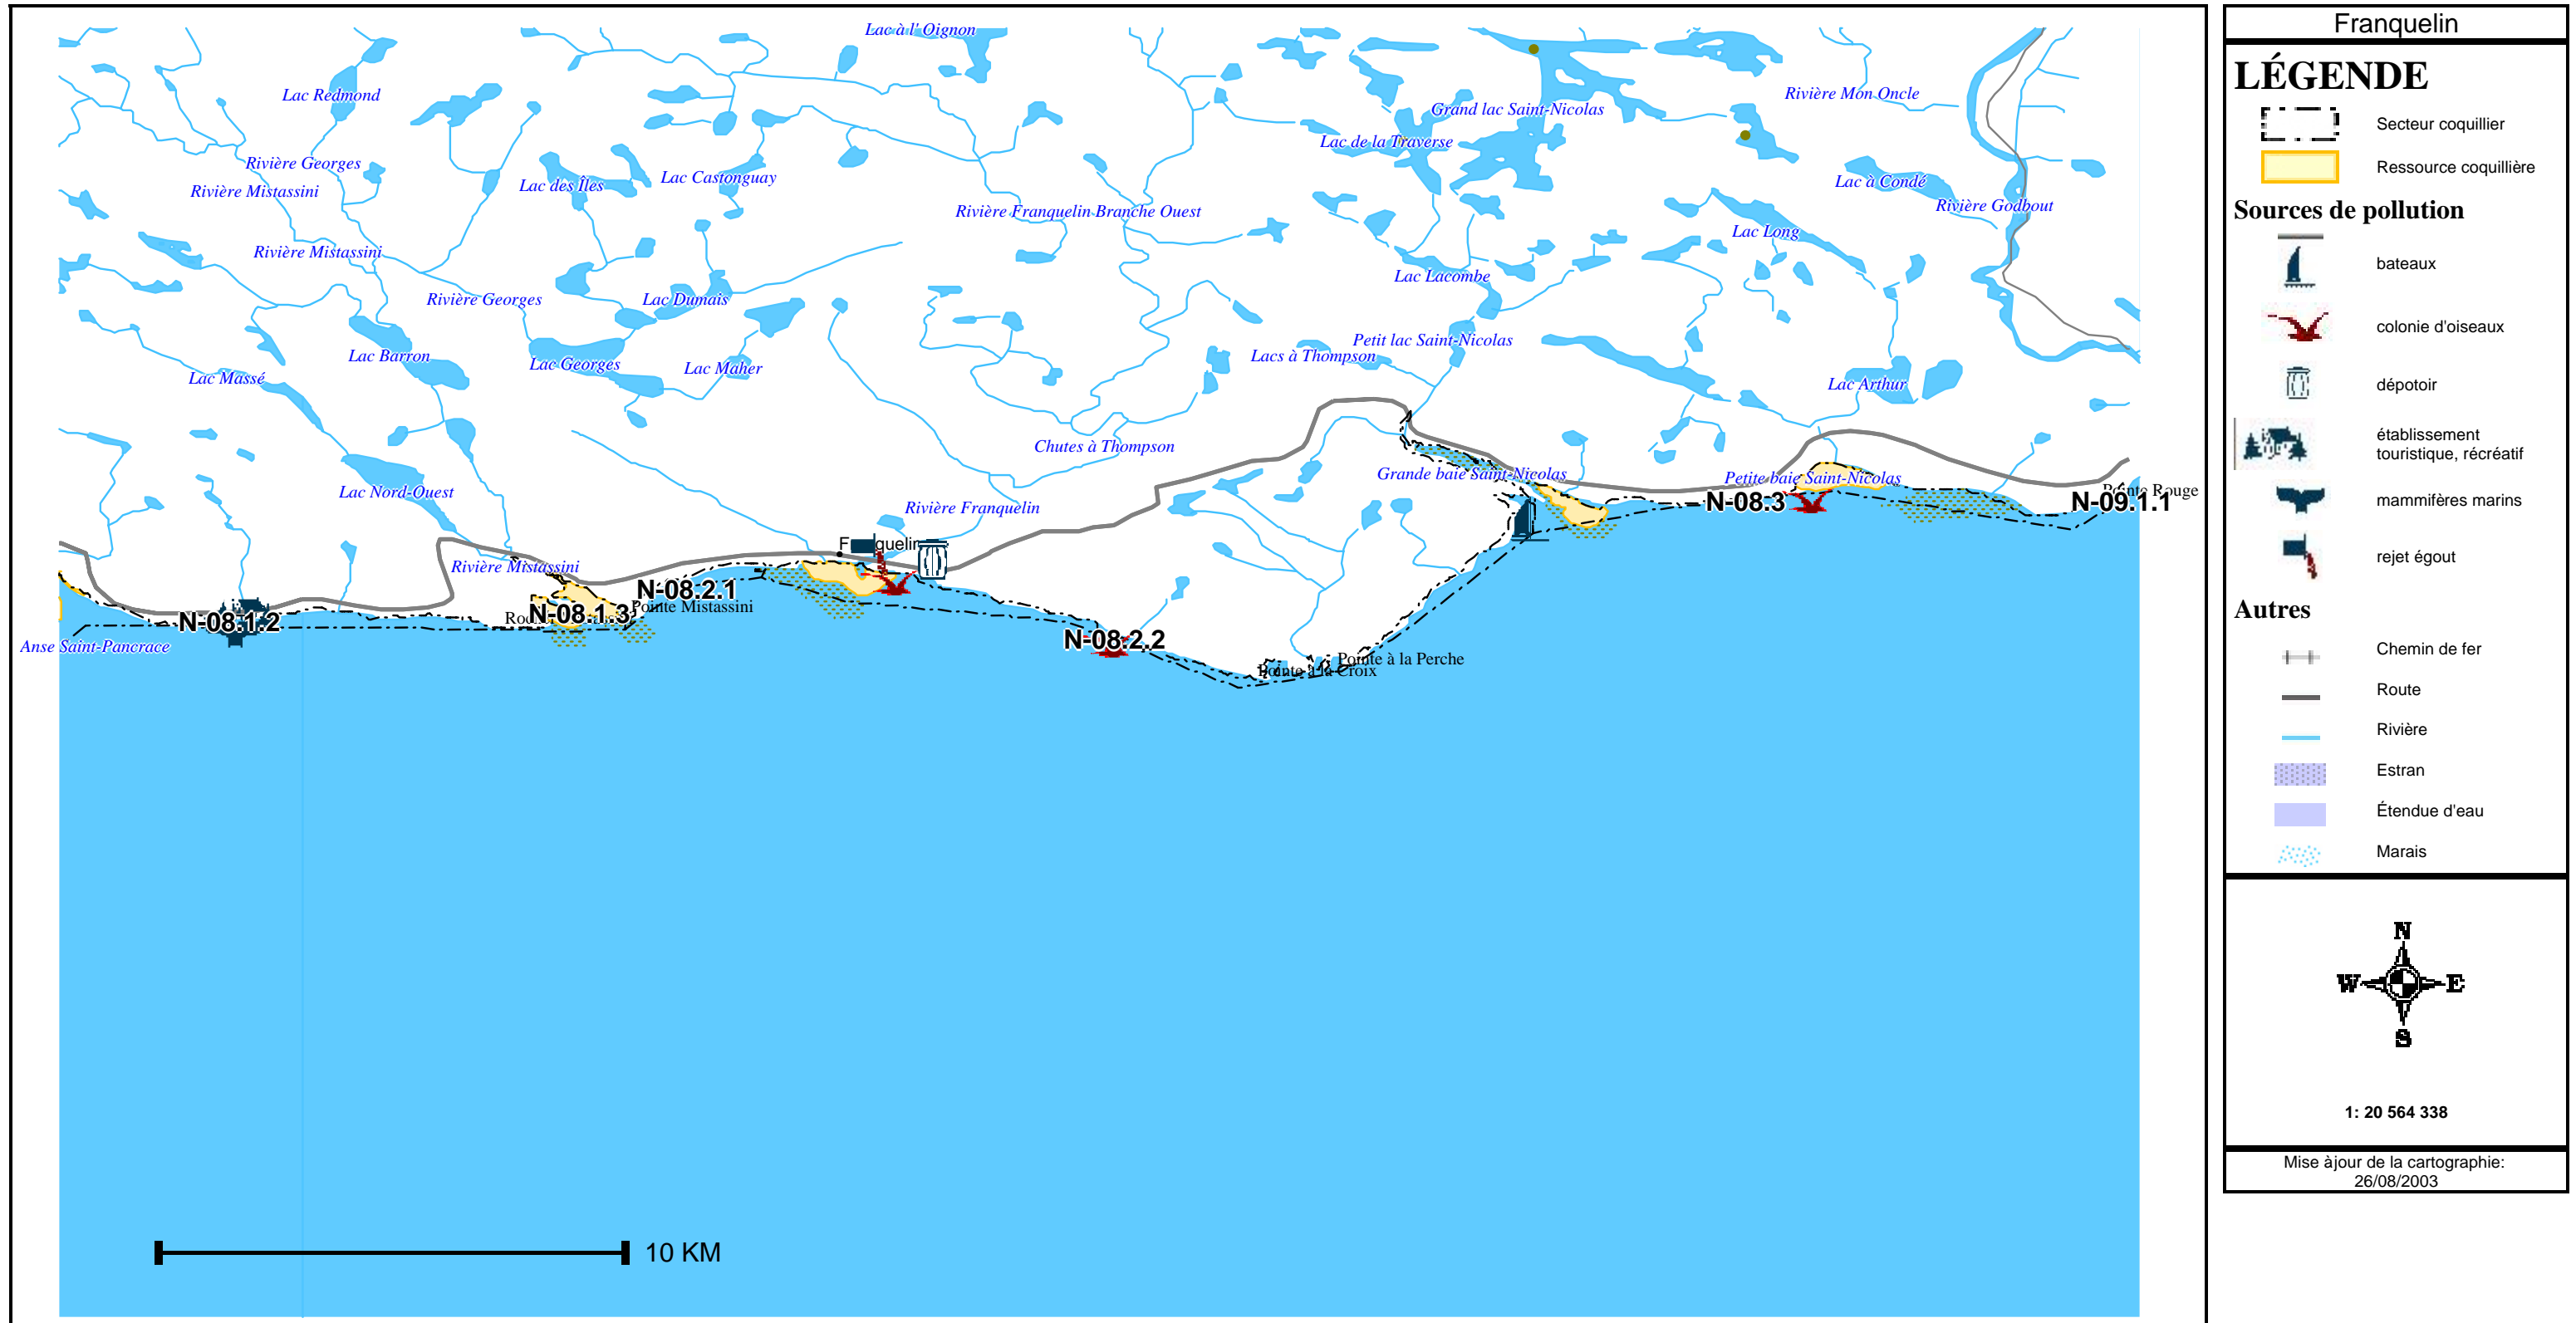 Lac à l' Oignon
Lac Redmond
Rivière Mon Oncle
Grand lac Saint-Nicolas
Lac de la Traverse
Rivière Georges
Rivière Mistassini
Lac des Îles
Lac Castonguay
Lac à Condé
Rivière Godbout
Rivière Franquelin Branche Ouest
Lac Long
Rivière Mistassini
Lac Lacombe
Rivière Georges
Lac Dumais
Petit lac Saint-Nicolas
Lacs à Thompson
Lac Barron
Lac Georges
Lac Maher
Lac Massé
Lac Arthur
Chutes à Thompson
Grande baie Saint-Nicolas
Petite baie Saint-Nicolas
Lac Nord-Ouest
Rivière Franquelin
N-08.3
N-09.1.1
Rouge
Rivière Mistassini
N-08.2.1
Pointe Mistassini
N-08.1.3
N-08.1.2
Anse Saint-Pancrace
N-08.2.2
Pointe à la Perche
Pointe à la Croix
10 KM
Franquelin
LÉGENDE
Secteur coquillier
Ressource coquillière
Sources de pollution
bateaux
colonie d'oiseaux
dépotoir
établissement
touristique, récréatif
mammifères marins
rejet égout
Autres
Chemin de fer
Route
Rivière
Estran
Étendue d'eau
Marais
N
W
E
S
1: 20 564 338
Mise àjour de la cartographie:
26/08/2003